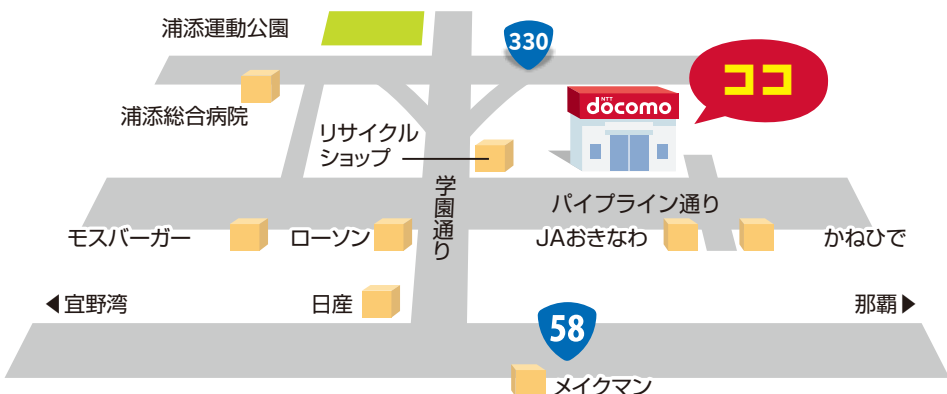 浦添運動公園
330
ココ
浦添総合病院
NTT
döcomo
リサイクル
ショップ
学園通り
パイプライン通り
モスバーガー
ローソン
JAおきなわ
かねひで
◀宜野湾
日産
那覇▶
58
メイクマン